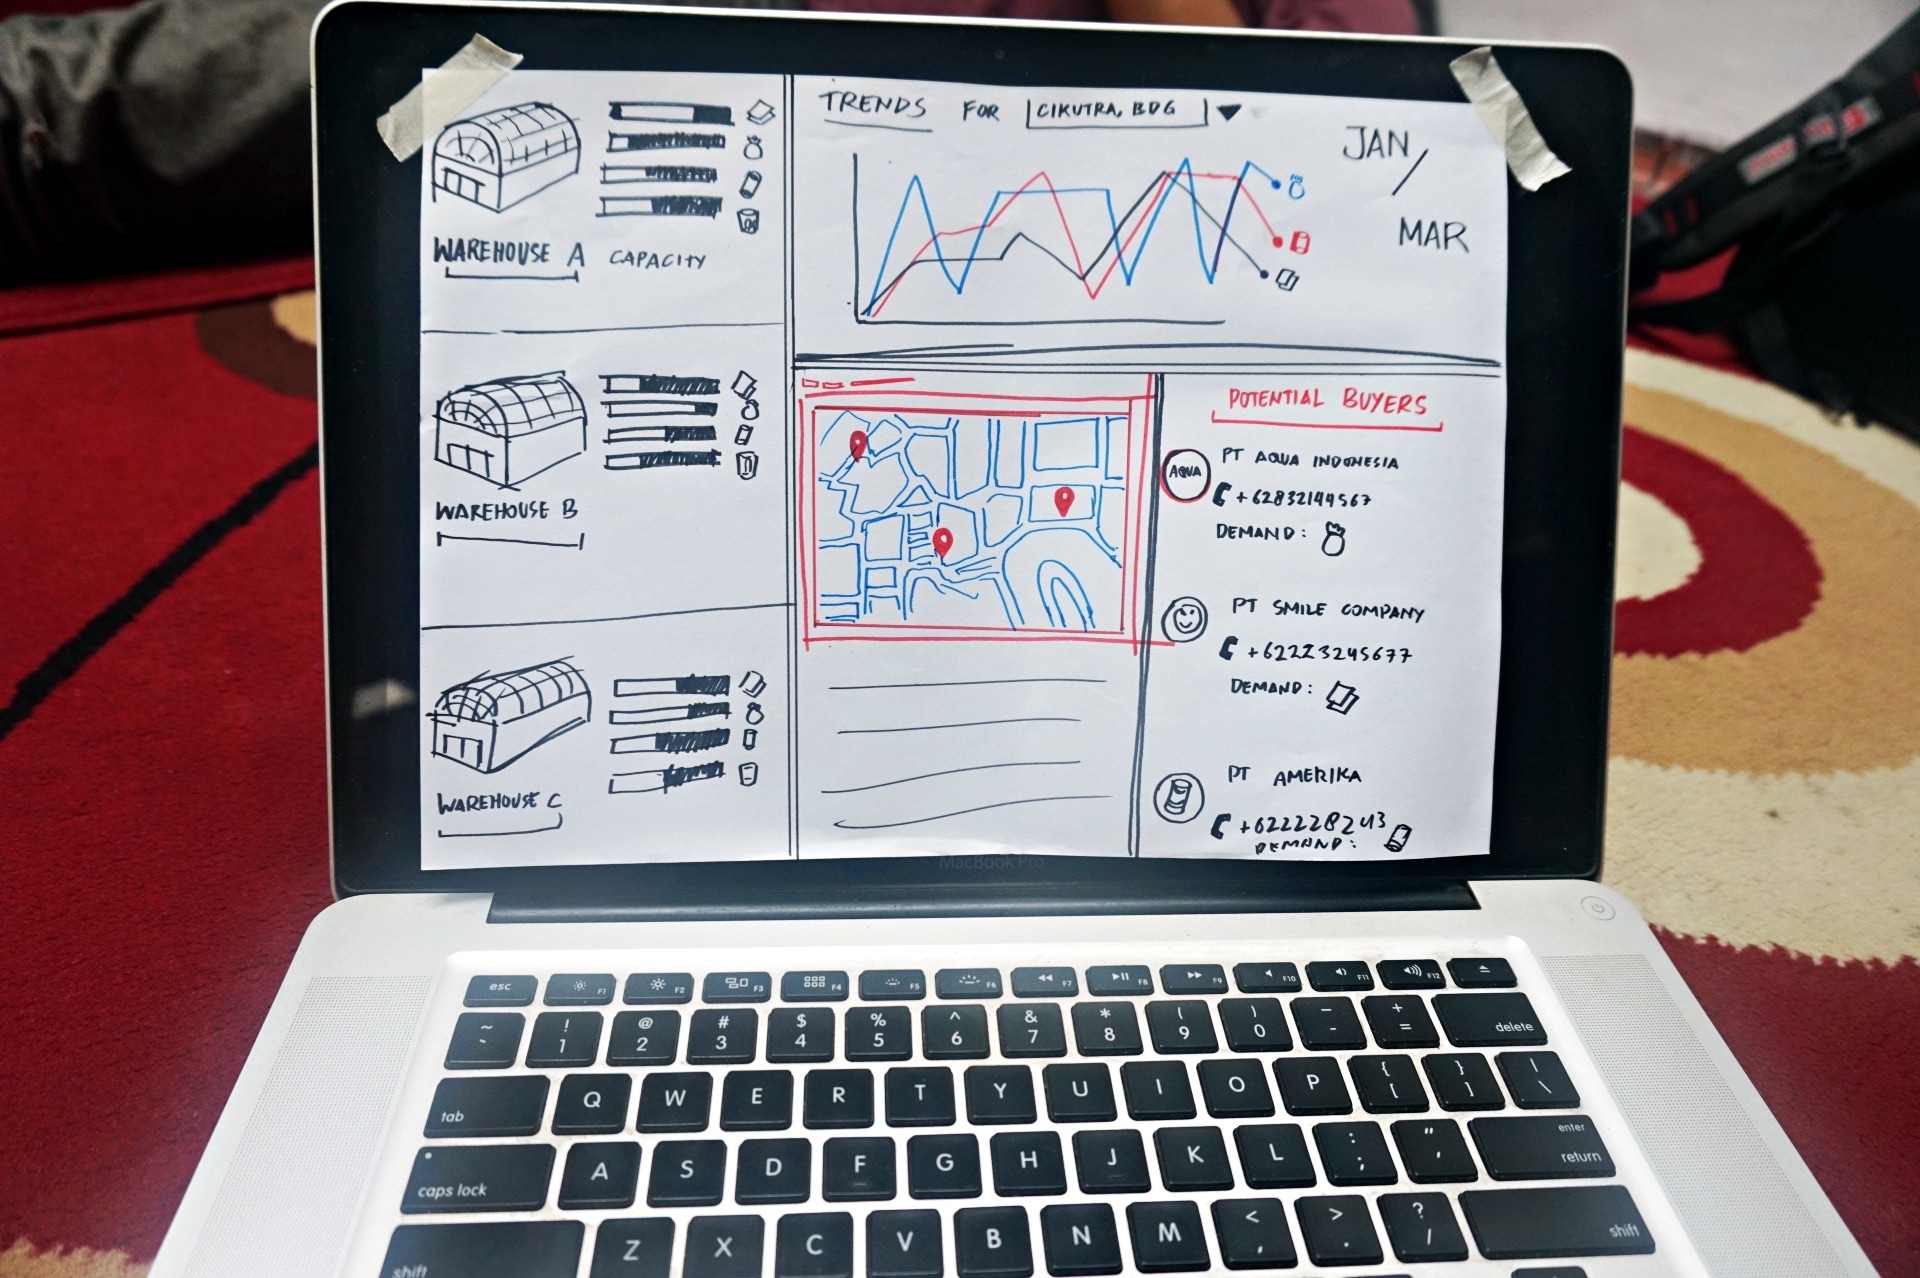 WAREHOUSE A CAPACITY
WAREHOUSE B
WAREHOUSE C
TRENDS FOR CIKUTRA, BDG
JAN/
MAR
POTENTIAL BUYERS
AQUA
PT AQUA INDONESIA
+62832144567
DEMAND:
PT SMILE COMPANY
+62223245677
DEMAND:
PT AMERIKA
+622228243
DEMAND:
MacBook Pro
esc F1 F2 F3 F4 F5 F6 F7 F8 F9 F10 F11 F12
~ ! @ # $ % ^ & * ( ) _ +
` 1 2 3 4 5 6 7 8 9 0 - = delete
tab Q W E R T Y U I O P { [ } ] | \
caps lock A S D F G H J K L : ; " ' enter return
shift Z X C V B N M < , > . ? / shift